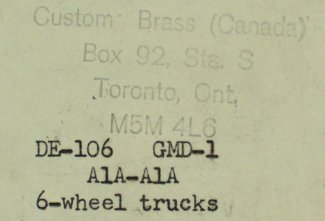 Custom Brass (Canada)
Box 92, Sta. S
Toronto, Ont.
M5M 4L6
DE-106 GMD-1
A1A-A1A
6-wheel trucks